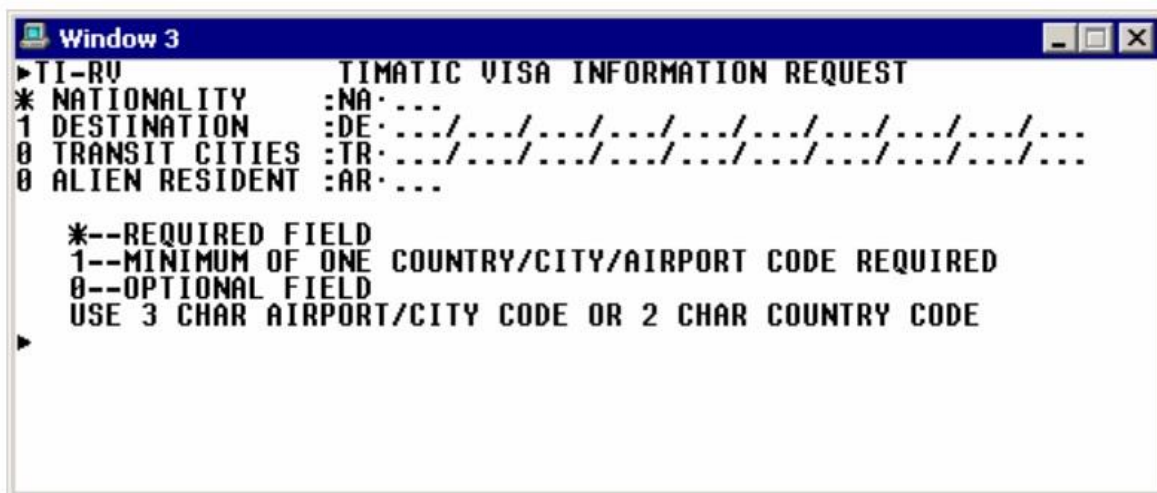 Window 3
►TI-RV TIMATIC VISA INFORMATION REQUEST
* NATIONALITY :NA·...
1 DESTINATION :DE·.../.../.../.../.../.../.../.../...
0 TRANSIT CITIES :TR·.../.../.../.../.../.../.../.../...
0 ALIEN RESIDENT :AR·...
*--REQUIRED FIELD
1--MINIMUM OF ONE COUNTRY/CITY/AIRPORT CODE REQUIRED
0--OPTIONAL FIELD
USE 3 CHAR AIRPORT/CITY CODE OR 2 CHAR COUNTRY CODE
►